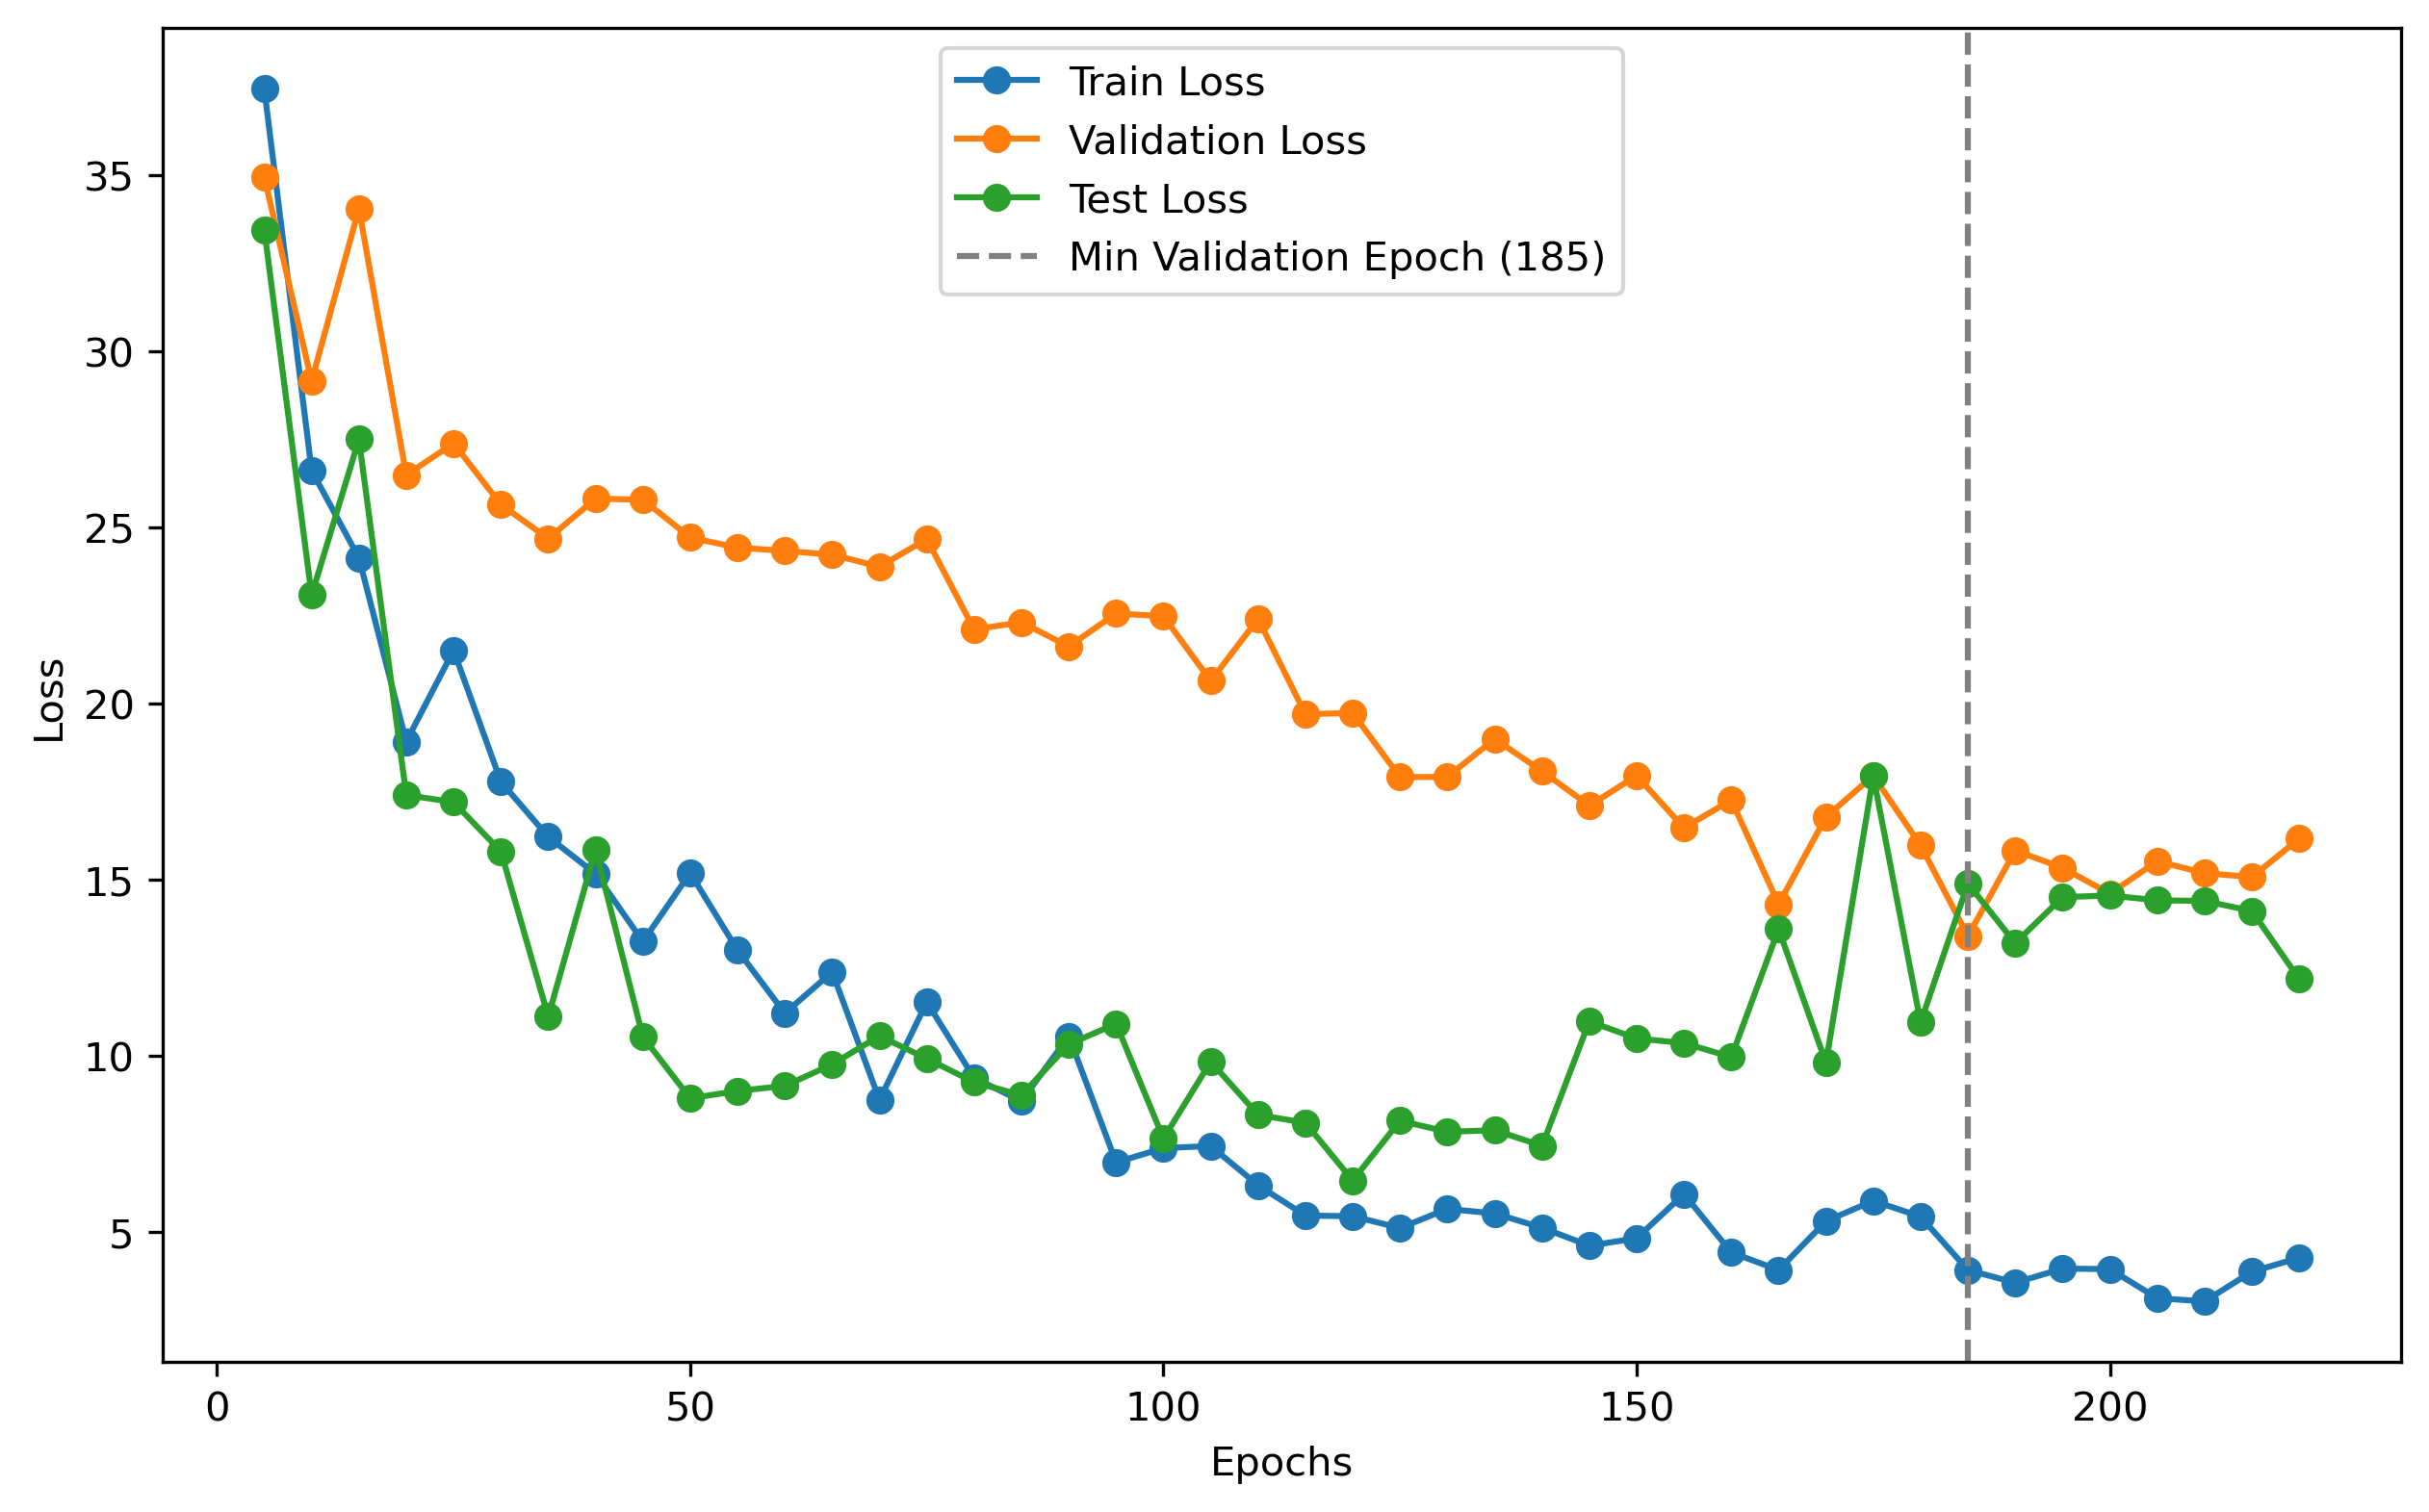 Train Loss
Validation Loss
Test Loss
Min Validation Epoch (185)
35
30
25
20
15
10
5
Loss
0 50 100 150 200
Epochs